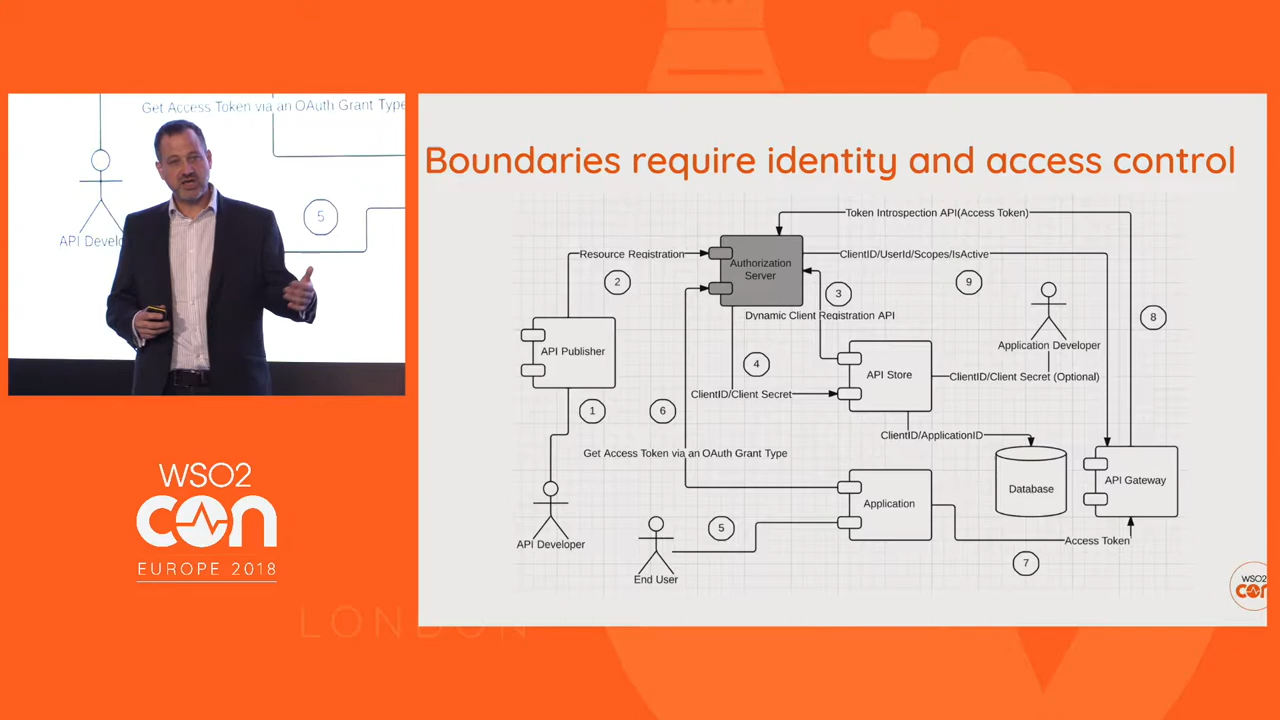 Get Access Token via an OAuth Grant Type
5
API Develo
WSO2
con
EUROPE 2018
LONDON
Boundaries require identity and access control
Token Introspection API(Access Token)
Resource Registration
Authorization
Server
ClientID/UserId/Scopes/IsActive
2
3
9
8
Dynamic Client Registration API
Application Developer
API Publisher
4
API Store
ClientID/Client Secret (Optional)
ClientID/Client Secret
1
6
ClientID/ApplicationID
Get Access Token via an OAuth Grant Type
Database
API Gateway
Application
5
API Developer
Access Token
7
End User
WSO2
con